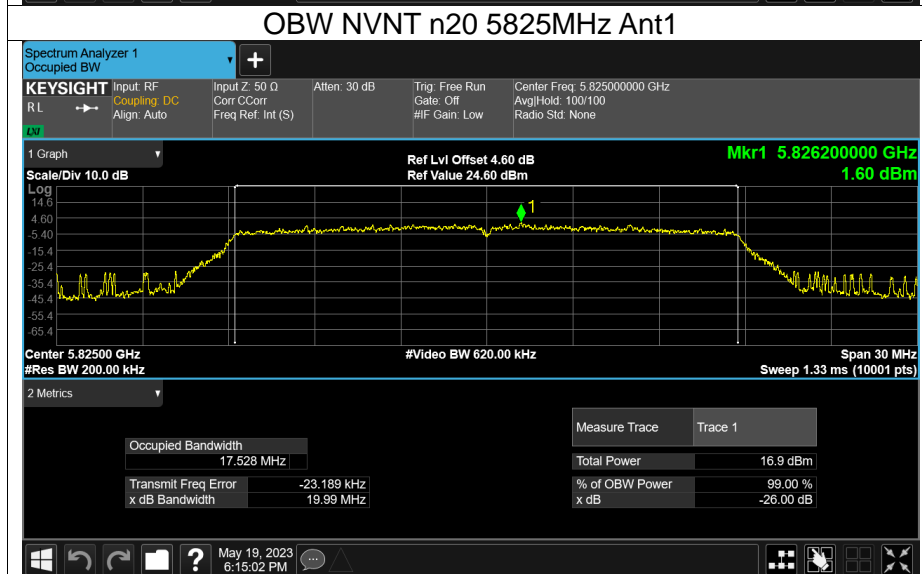 OBW NVNT n20 5825MHz Ant1
Spectrum Analyzer 1
Occupied BW
+
KEYSIGHT
R L
LXI
Input: RF
Coupling: DC
Align: Auto
Input Z: 50 Ω
Corr CCorr
Freq Ref: Int (S)
Atten: 30 dB
Trig: Free Run
Gate: Off
#IF Gain: Low
Center Freq: 5.825000000 GHz
Avg|Hold: 100/100
Radio Std: None
1 Graph
Scale/Div 10.0 dB
Ref Lvl Offset 4.60 dB
Ref Value 24.60 dBm
Mkr1 5.826200000 GHz
1.60 dBm
Log
14.6
4.60
-5.40
-15.4
-25.4
-35.4
-45.4
-55.4
-65.4
1
Center 5.82500 GHz
#Res BW 200.00 kHz
#Video BW 620.00 kHz
Span 30 MHz
Sweep 1.33 ms (10001 pts)
2 Metrics
Occupied Bandwidth
17.528 MHz
Transmit Freq Error -23.189 kHz
x dB Bandwidth 19.99 MHz
Measure Trace Trace 1
Total Power 16.9 dBm
% of OBW Power 99.00 %
x dB -26.00 dB
?
May 19, 2023
6:15:02 PM